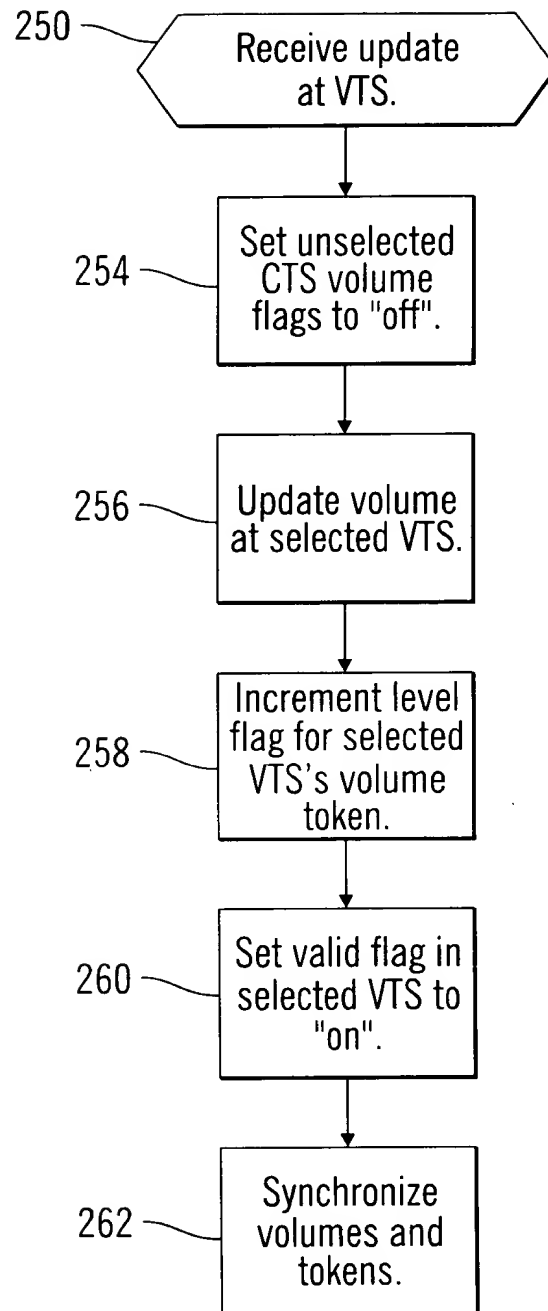 250
Receive update
at VTS.
254
Set unselected
CTS volume
flags to "off".
256
Update volume
at selected VTS.
258
Increment level
flag for selected
VTS's volume
token.
260
Set valid flag in
selected VTS to
"on".
262
Synchronize
volumes and
tokens.